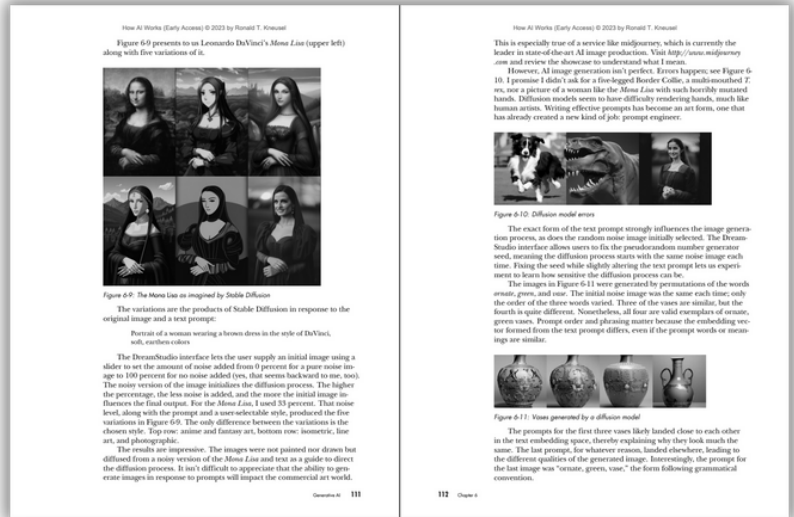 How AI Works (Early Access) © 2023 by Ronald T. Kneusel
Figure 6-9 presents to us Leonardo DaVinci's Mona Lisa (upper left)
along with five variations of it.
Figure 6-9: The Mona Lisa as imagined by Stable Diffusion
The variations are the products of Stable Diffusion in response to the
original image and a text prompt:
Portrait of a woman wearing a brown dress in the style of DaVinci,
soft, earthen colors
The DreamStudio interface lets the user supply an initial image using a
slider to set the amount of noise added from 0 percent for a pure noise im-
age to 100 percent for no noise added (yes, that seems backward to me, too).
The noisy version of the image initializes the diffusion process. The higher
the percentage, the less noise is added, and the more the initial image in-
fluences the final output. For the Mona Lisa, I used 33 percent. That noise
level, along with the prompt and a user-selectable style, produced the five
variations in Figure 6-9. The only difference between the variations is the
chosen style. Top row: anime and fantasy art, bottom row: isometric, line
art, and photographic.
The results are impressive. The images were not painted nor drawn but
diffused from a noisy version of the Mona Lisa and text as a guide to direct
the diffusion process. It isn't difficult to appreciate that the ability to gen-
erate images in response to prompts will impact the commercial art world.
Generative AI 111
How AI Works (Early Access) © 2023 by Ronald T. Kneusel
This is especially true of a service like midjourney, which is currently the
leader in state-of-the-art AI image production. Visit http://www.midjourney
.com and review the showcase to understand what I mean.
However, AI image generation isn't perfect. Errors happen; see Figure 6-
10. I promise I didn't ask for a five-legged Border Collie, a multi-mouthed T.
rex, nor a picture of a woman like the Mona Lisa with such horribly mutated
hands. Diffusion models seem to have difficulty rendering hands, much like
human artists. Writing effective prompts has become an art form, one that
has already created a new kind of job: prompt engineer.
Figure 6-10: Diffusion model errors
The exact form of the text prompt strongly influences the image genera-
tion process, as does the random noise image initially selected. The Dream-
Studio interface allows users to fix the pseudorandom number generator
seed, meaning the diffusion process starts with the same noise image each
time. Fixing the seed while slightly altering the text prompt lets us experi-
ment to learn how sensitive the diffusion process can be.
The images in Figure 6-11 were generated by permutations of the words
ornate, green, and vase. The initial noise image was the same each time; only
the order of the three words varied. Three of the vases are similar, but the
fourth is quite different. Nonetheless, all four are valid exemplars of ornate,
green vases. Prompt order and phrasing matter because the embedding vec-
tor formed from the text prompt differs, even if the prompt words or mean-
ings are similar.
Figure 6-11: Vases generated by a diffusion model
The prompts for the first three vases likely landed close to each other
in the text embedding space, thereby explaining why they look much the
same. The last prompt, for whatever reason, landed elsewhere, leading to
the different qualities of the generated image. Interestingly, the prompt for
the last image was "ornate, green, vase," the form following grammatical
convention.
112 Chapter 6